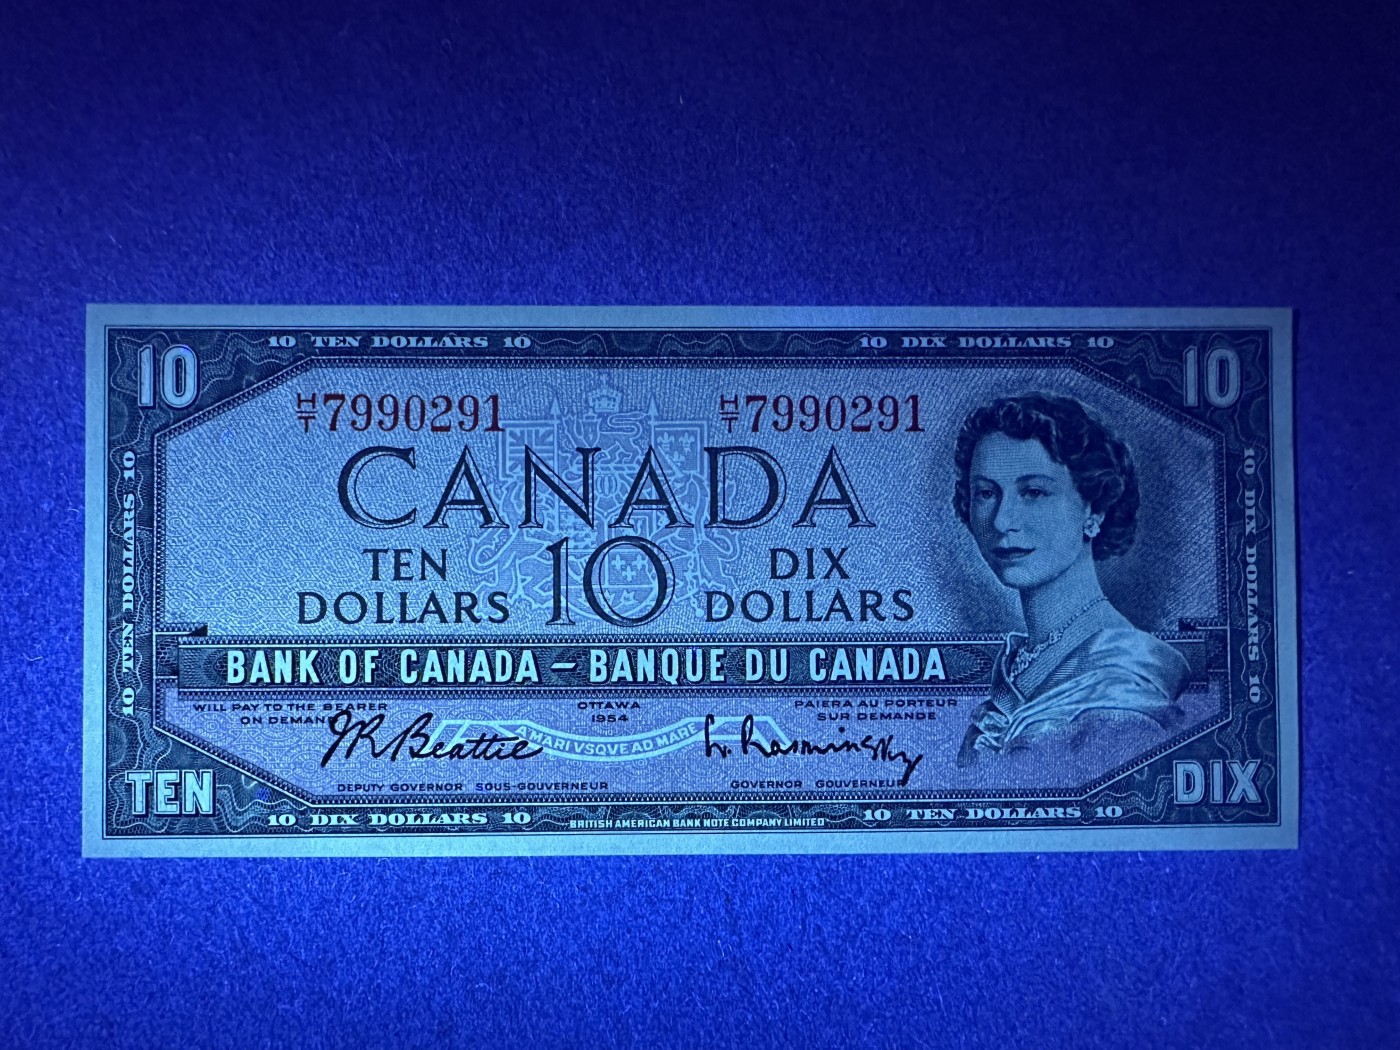 10 TEN DOLLARS 10
10 DIX DOLLARS 10
10
10
H/T 7990291
H/T 7990291
CANADA
TEN DOLLARS
10
DIX DOLLARS
10 TEN DOLLARS 10
10 DIX DOLLARS 10
BANK OF CANADA – BANQUE DU CANADA
WILL PAY TO THE BEARER
ON DEMAND
OTTAWA
1954
PAIERA AU PORTEUR
SUR DEMANDE
J R Beattie
A MARI VSQVE AD MARE
L. Rasminsky
DEPUTY GOVERNOR SOUS-GOUVERNEUR
GOVERNOR GOUVERNEUR
TEN
DIX
10 DIX DOLLARS 10
BRITISH AMERICAN BANK NOTE COMPANY LIMITED
10 TEN DOLLARS 10